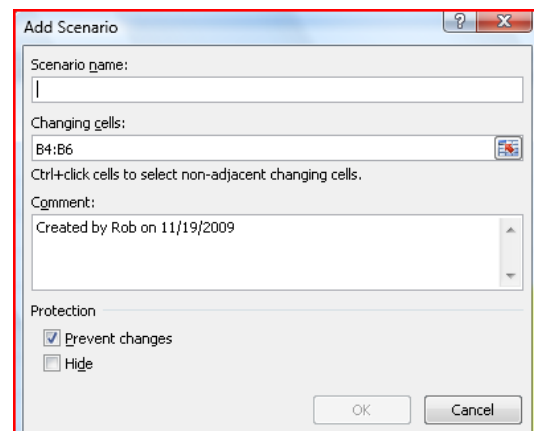 Add Scenario
Scenario name:
Changing cells:
B4:B6
Ctrl+click cells to select non-adjacent changing cells.
Comment:
Created by Rob on 11/19/2009
Protection
Prevent changes
Hide
OK Cancel